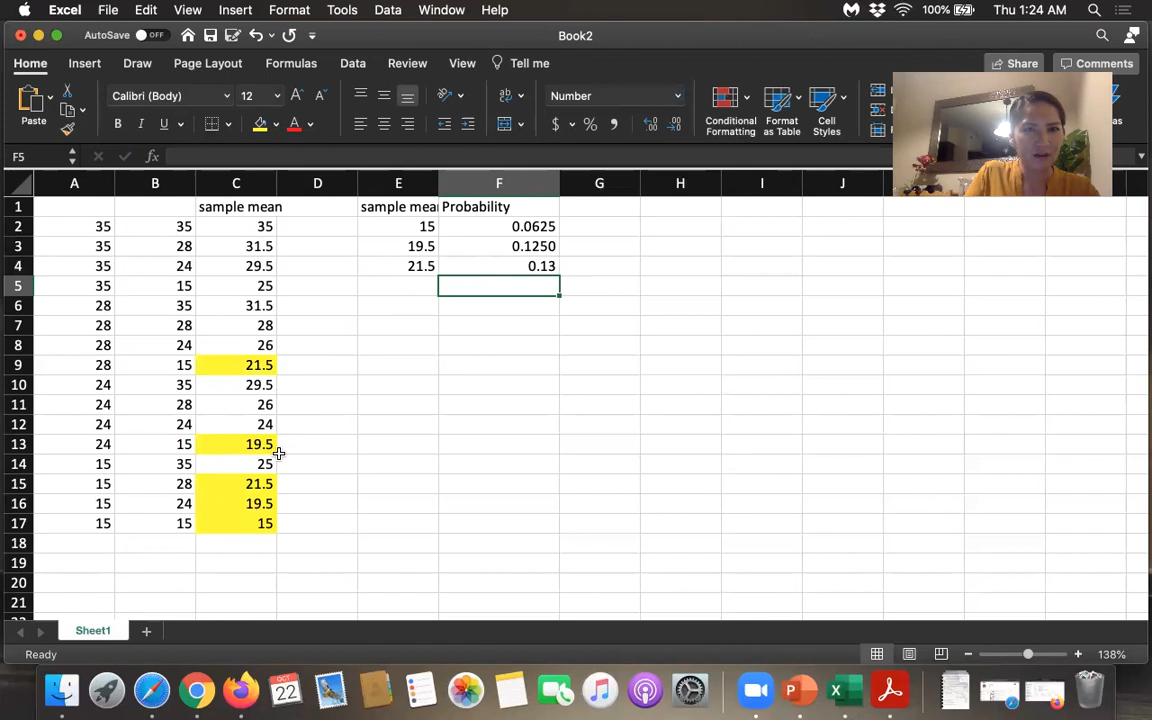 Excel File Edit View Insert Format Tools Data Window Help 100% Thu 1:24 AM
AutoSave OFF Book2
Home Insert Draw Page Layout Formulas Data Review View Tell me Share Comments
Paste Calibri (Body) 12 A A Number Conditional Formatting Format as Table Cell Styles
B I U A $ %
F5 fx
A B C D E F G H I J
1 sample mean sample mea Probability
2 35 35 35 15 0.0625
3 35 28 31.5 19.5 0.1250
4 35 24 29.5 21.5 0.13
5 35 15 25
6 28 35 31.5
7 28 28 28
8 28 24 26
9 28 15 21.5
10 24 35 29.5
11 24 28 26
12 24 24 24
13 24 15 19.5
14 15 35 25
15 15 28 21.5
16 15 24 19.5
17 15 15 15
18
19
20
21
Sheet1 +
Ready 138%
OCT
22